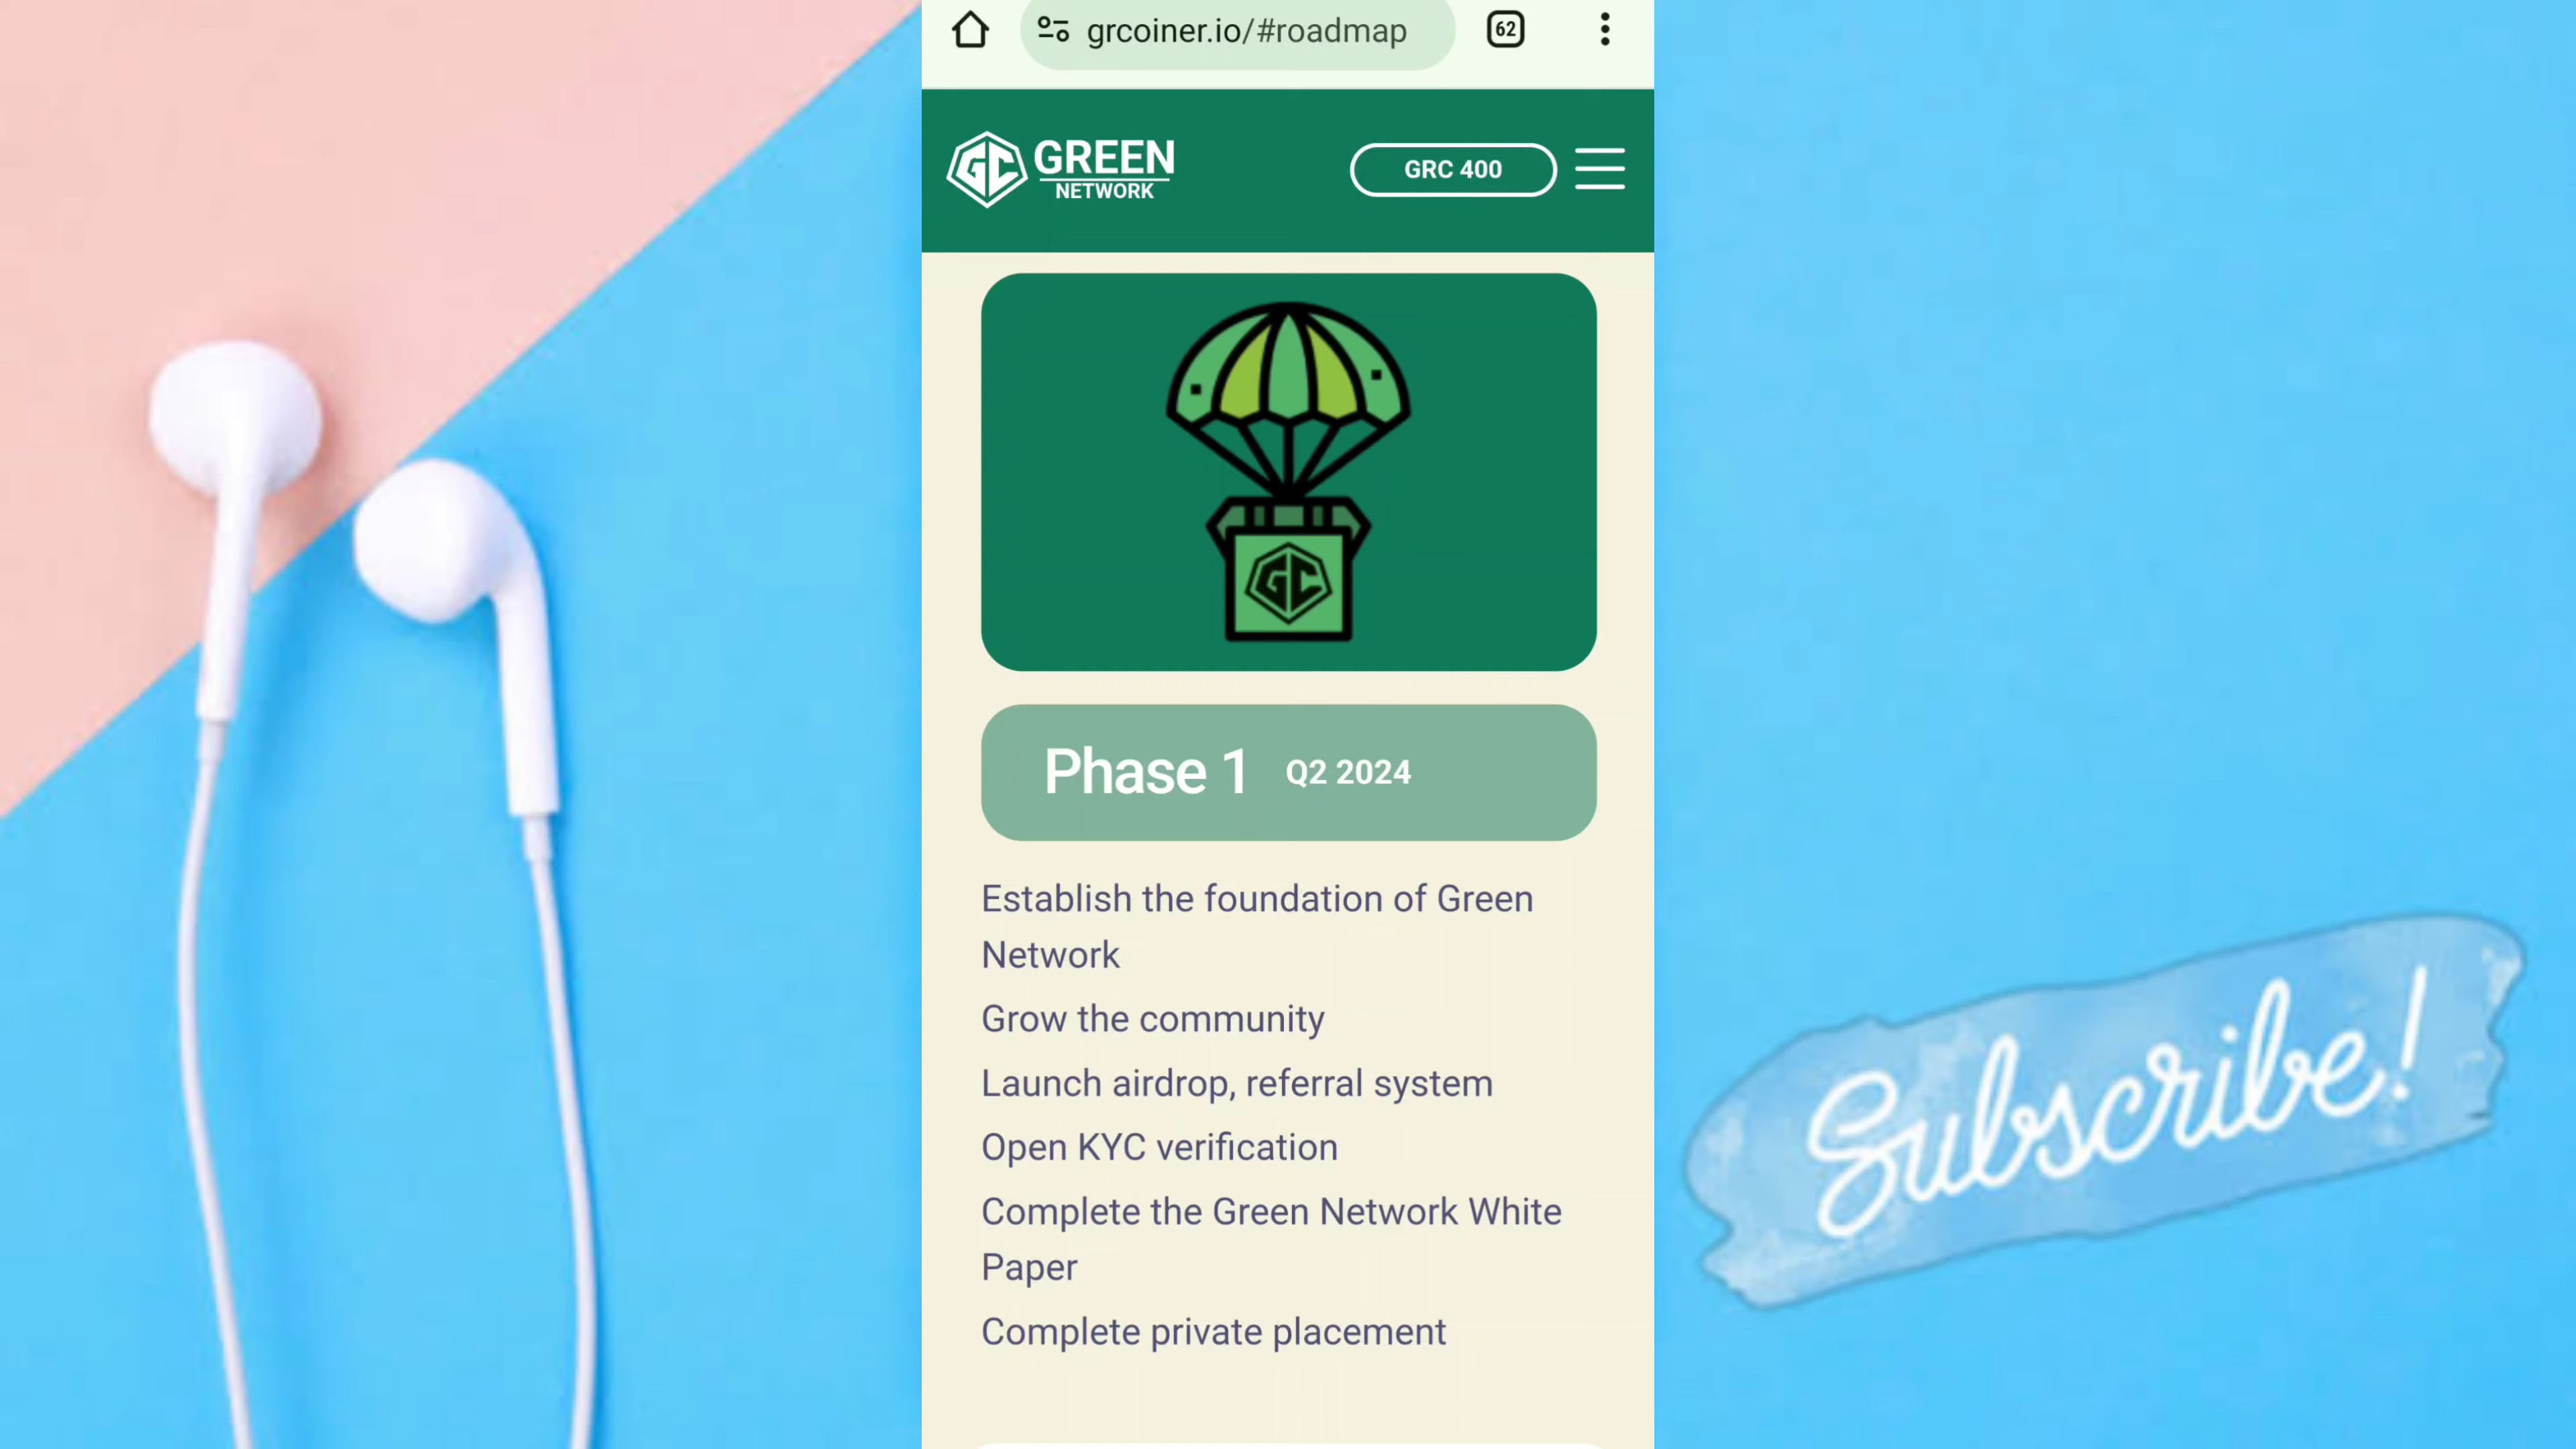 grcoiner.io/#roadmap
62
GC GREEN
NETWORK
GRC 400
GC
Phase 1 Q2 2024
Establish the foundation of Green
Network
Grow the community
Launch airdrop, referral system
Open KYC verification
Complete the Green Network White
Paper
Complete private placement
Subscribe!